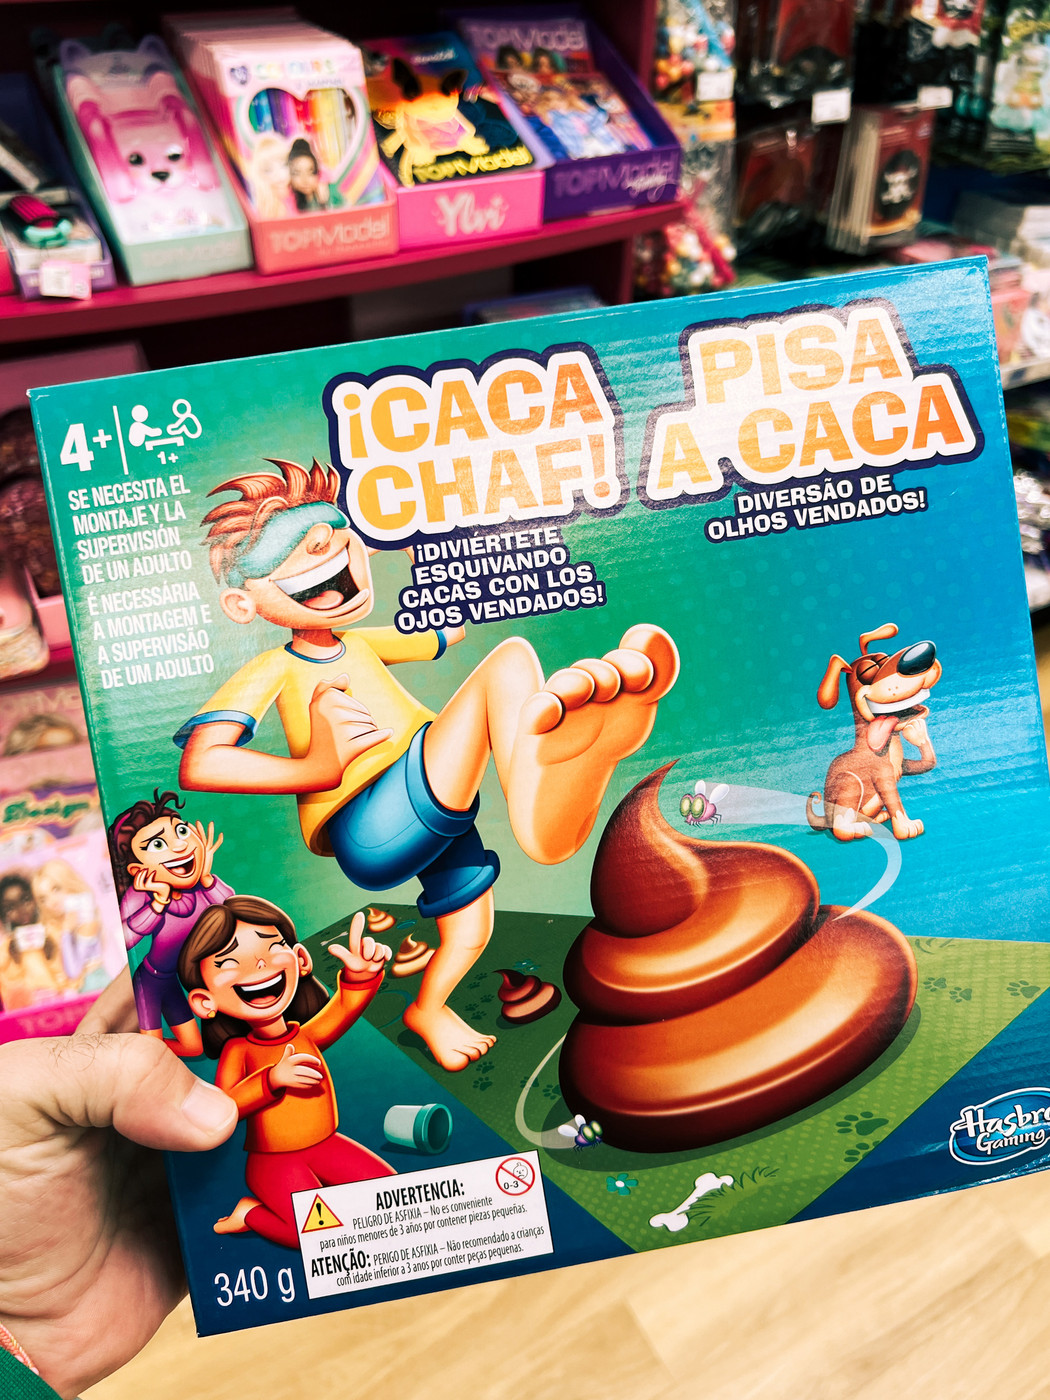 TOPModel
COLORS
TOPModel
TOPModel
Ylvi
TOPModel
TOPModel
4+
1+
SE NECESITA EL
MONTAJE Y LA
SUPERVISIÓN
DE UN ADULTO
É NECESSÁRIA
A MONTAGEM E
A SUPERVISÃO
DE UM ADULTO
¡CACA
CHAF!
¡DIVIÉRTETE
ESQUIVANDO
CACAS CON LOS
OJOS VENDADOS!
PISA
A CACA
DIVERSÃO DE
OLHOS VENDADOS!
Hasbro
Gaming
ADVERTENCIA:
PELIGRO DE ASFIXIA – No es conveniente
para niños menores de 3 años por contener piezas pequeñas.
ATENÇÃO: PERIGO DE ASFIXIA – Não recomendado a crianças
com idade inferior a 3 anos por conter peças pequenas.
0-3
340 g